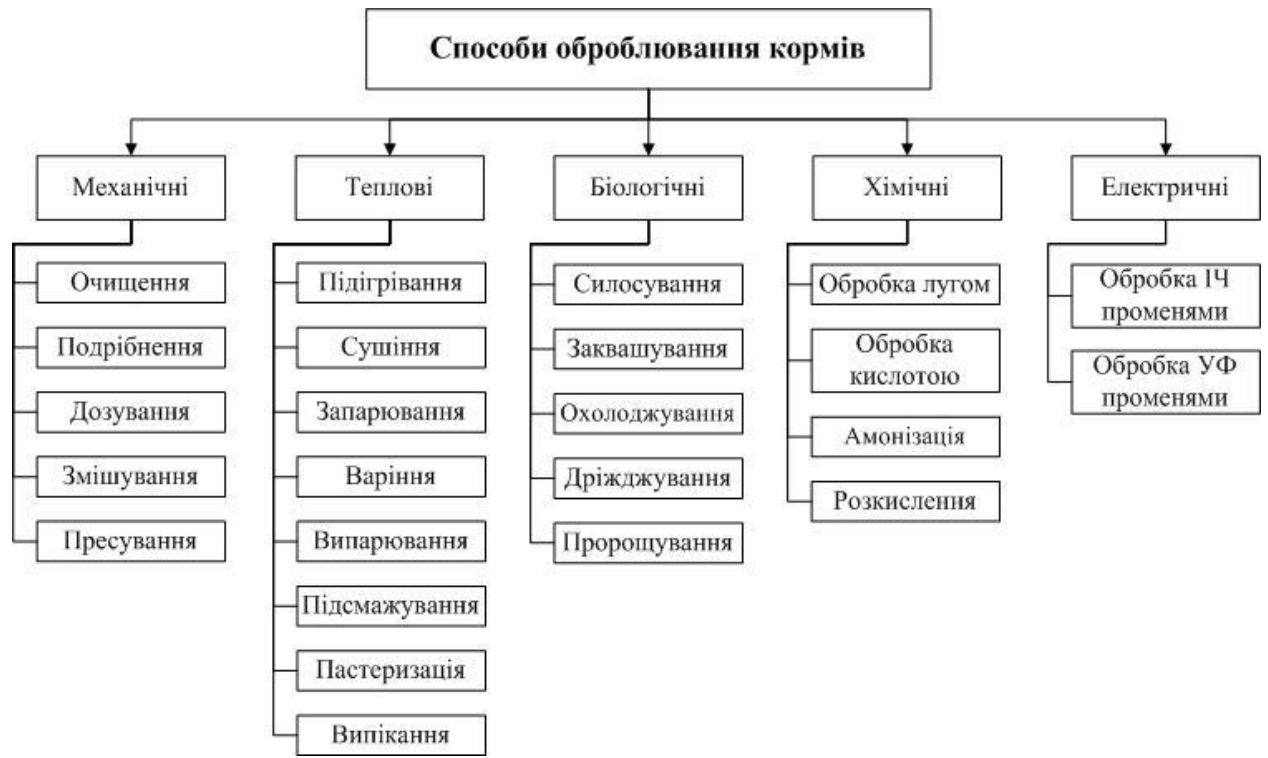 Способи оброблювання кормів
Механічні
Теплові
Біологічні
Хімічні
Електричні
Очищення
Подрібнення
Дозування
Змішування
Пресування
Підігрівання
Сушіння
Запарювання
Варіння
Випарювання
Підсмажування
Пастеризація
Випікання
Силосування
Заквашування
Охолоджування
Дріжджування
Пророщування
Обробка лугом
Обробка
кислотою
Амонізація
Розкислення
Обробка ІЧ
променями
Обробка УФ
променями